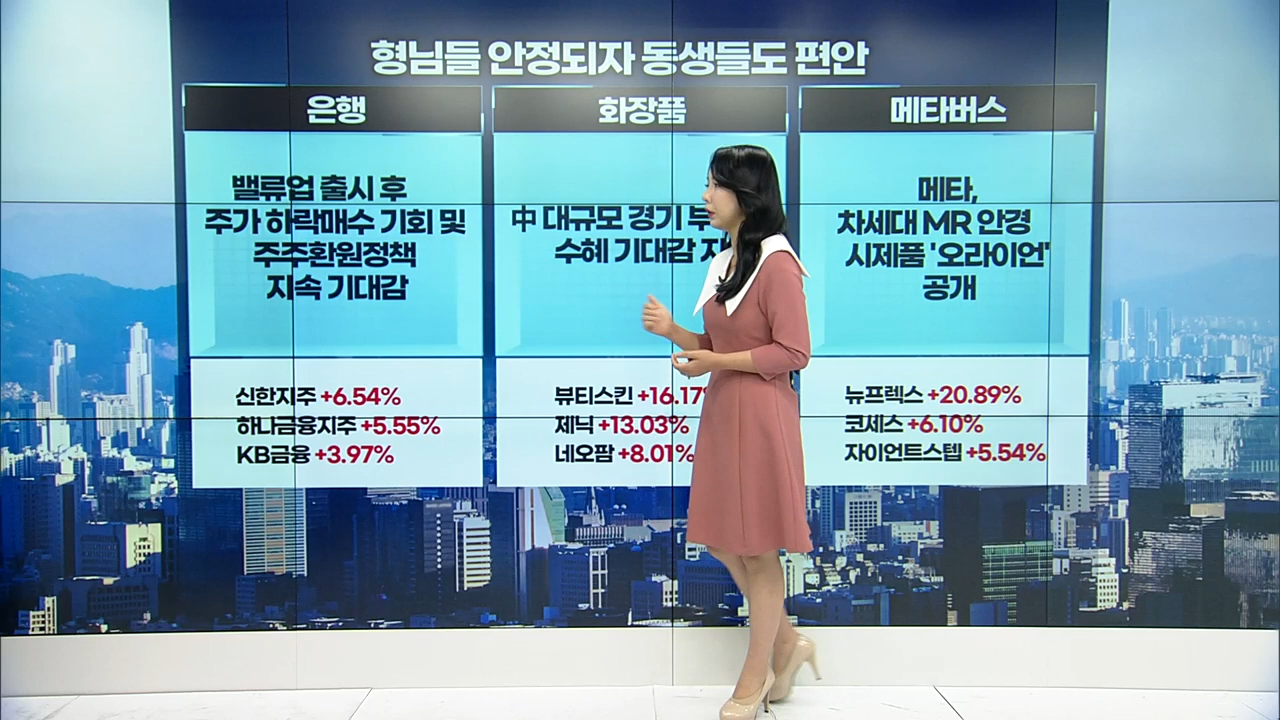 형님들 안정되자 동생들도 편안
은행
밸류업 출시 후
주가 하락매수 기회 및
주주환원정책
지속 기대감
신한지주 +6.54%
하나금융지주 +5.55%
KB금융 +3.97%
화장품
中 대규모 경기
수혜 기대감
뷰티스킨 +16.17%
제닉 +13.03%
네오팜 +8.01%
메타버스
메타,
차세대 MR 안경
시제품 '오라이언'
공개
뉴프렉스 +20.89%
코세스 +6.10%
자이언트스텝 +5.54%